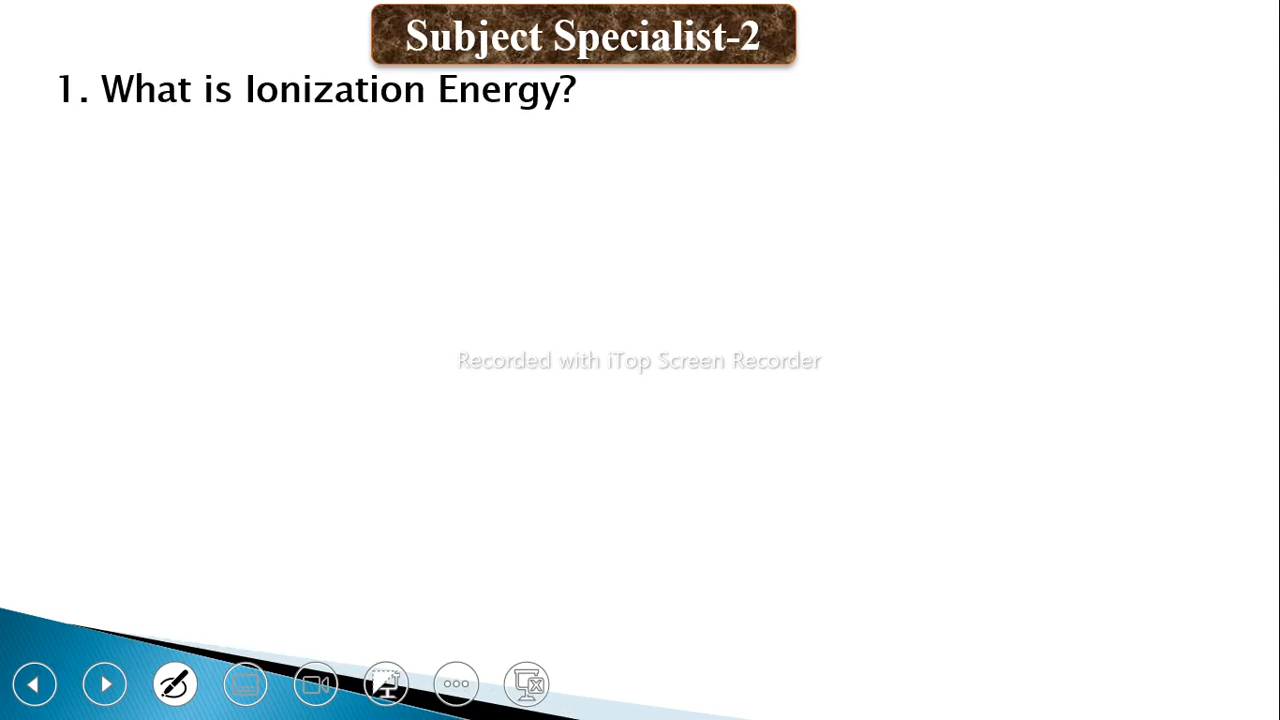 Subject Specialist-2
1. What is Ionization Energy?
Recorded with iTop Screen Recorder